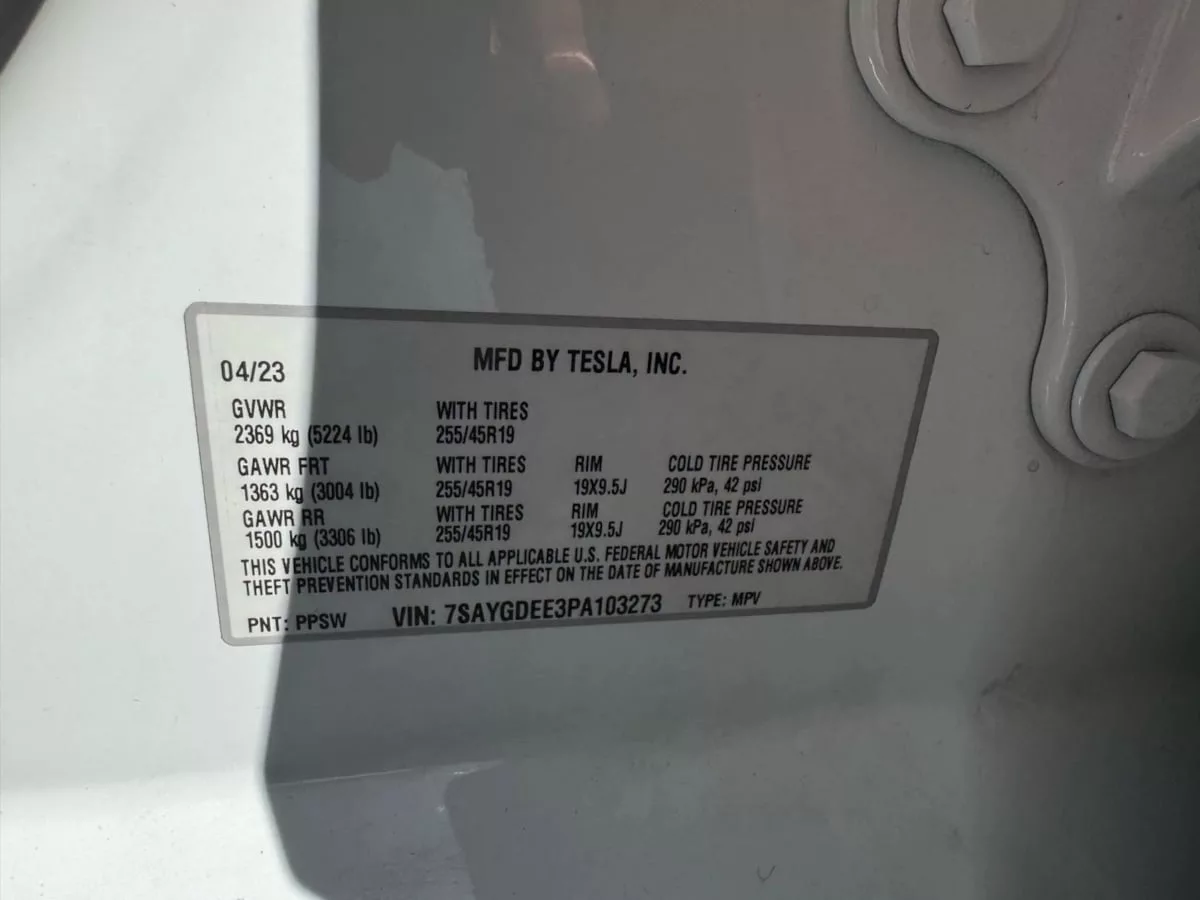 04/23 MFD BY TESLA, INC.
GVWR WITH TIRES
2369 kg (5224 lb) 255/45R19
GAWR FRT WITH TIRES RIM COLD TIRE PRESSURE
1363 kg (3004 lb) 255/45R19 19X9.5J 290 kPa, 42 psi
GAWR RR WITH TIRES RIM COLD TIRE PRESSURE
1500 kg (3306 lb) 255/45R19 19X9.5J 290 kPa, 42 psi
THIS VEHICLE CONFORMS TO ALL APPLICABLE U.S. FEDERAL MOTOR VEHICLE SAFETY AND
THEFT PREVENTION STANDARDS IN EFFECT ON THE DATE OF MANUFACTURE SHOWN ABOVE.
PNT: PPSW VIN: 7SAYGDEE3PA103273 TYPE: MPV